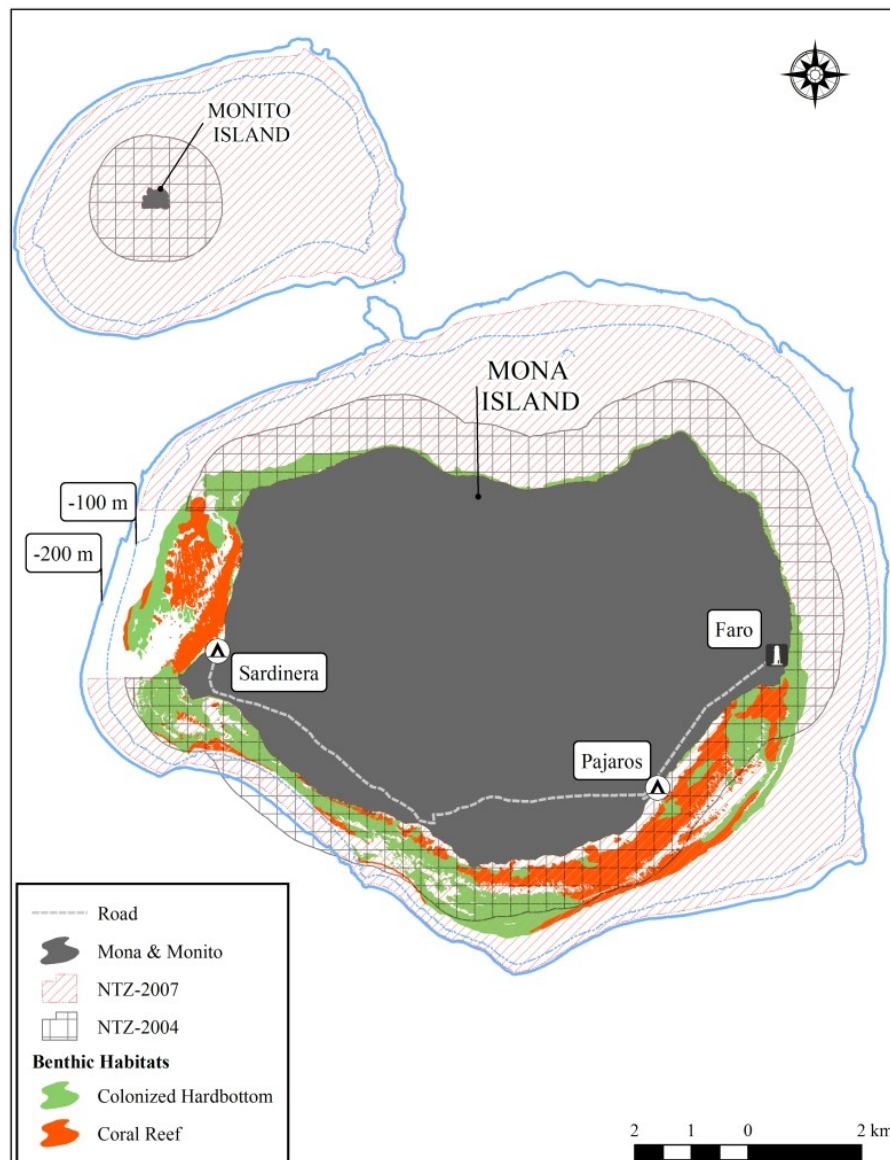 MONITO
ISLAND
MONA
ISLAND
-100 m
-200 m
Faro
Sardinera
Pajaros
Road
Mona & Monito
NTZ-2007
NTZ-2004
Benthic Habitats
Colonized Hardbottom
Coral Reef
2 1 0 2 km